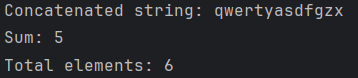 Concatenated string: qwertyasdfgzx
Sum: 5
Total elements: 6